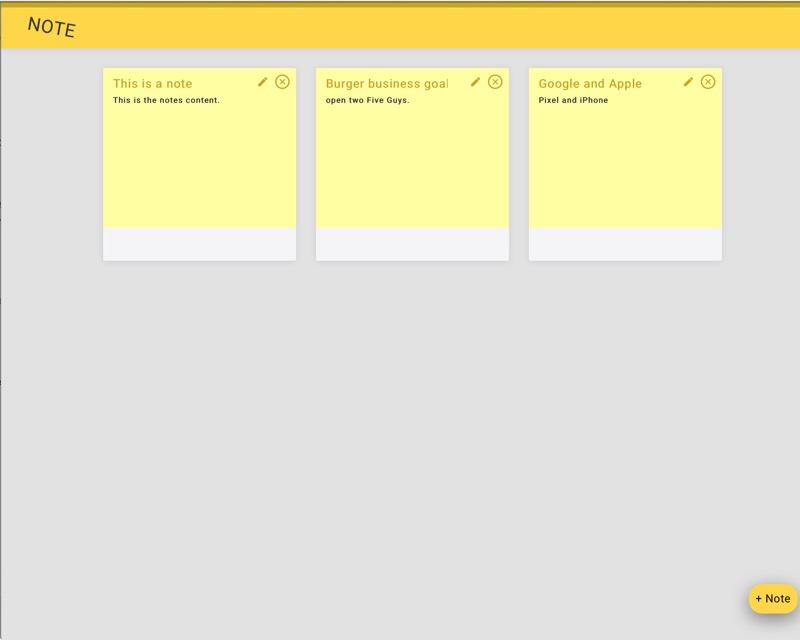 NOTE
This is a note
This is the notes content.
Burger business goal
open two Five Guys.
Google and Apple
Pixel and iPhone
+ Note